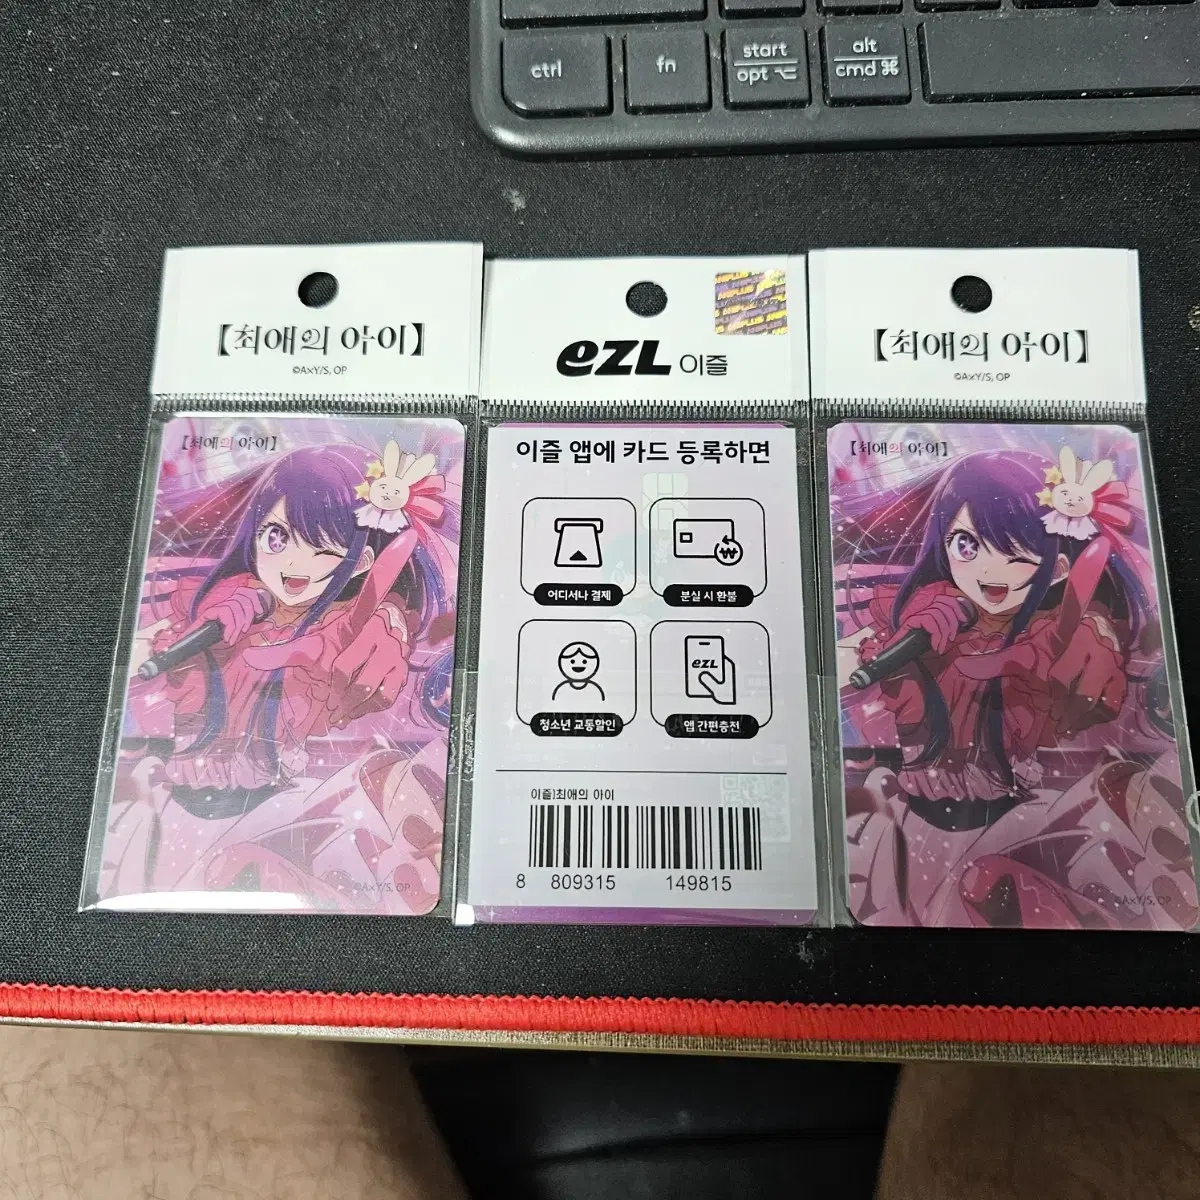 ctrl
fn
start
opt ⌥
alt
cmd ⌘
【최애의 아이】
©A×Y/S, OP
【최애의 아이】
©A×Y/S, OP
ANIPLUS
ezl 이즐
이즐 앱에 카드 등록하면
어디서나 결제
분실 시 환불
청소년 교통할인
ezl
앱 간편충전
이즐)최애의 아이
8 809315 149815
【최애의 아이】
©A×Y/S, OP
【최애의 아이】
©A×Y/S, OP